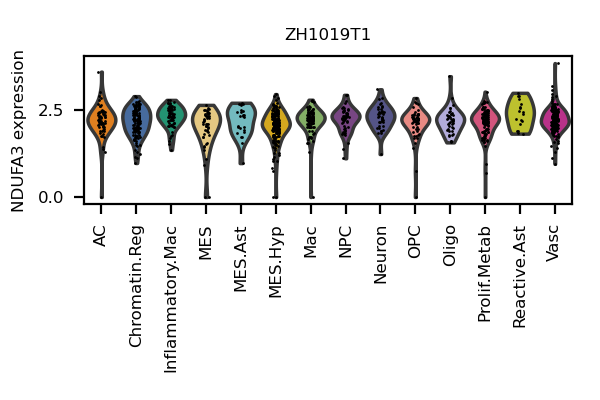 ZH1019T1
NDUFA3 expression
2.5
0.0
AC
Chromatin.Reg
Inflammatory.Mac
MES
MES.Ast
MES.Hyp
Mac
NPC
Neuron
OPC
Oligo
Prolif.Metab
Reactive.Ast
Vasc